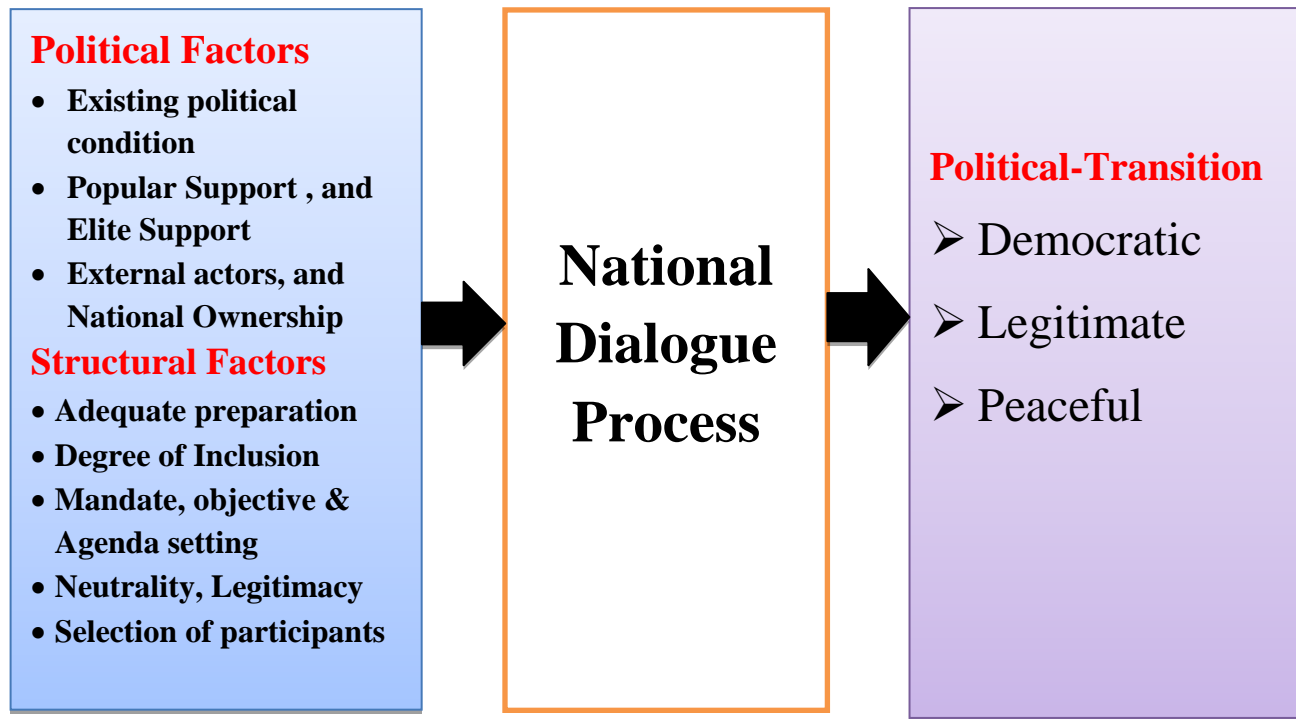 Political Factors
• Existing political
condition
• Popular Support , and
Elite Support
• External actors, and
National Ownership
Structural Factors
• Adequate preparation
• Degree of Inclusion
• Mandate, objective &
Agenda setting
• Neutrality, Legitimacy
• Selection of participants
National
Dialogue
Process
Political-Transition
➢ Democratic
➢ Legitimate
➢ Peaceful